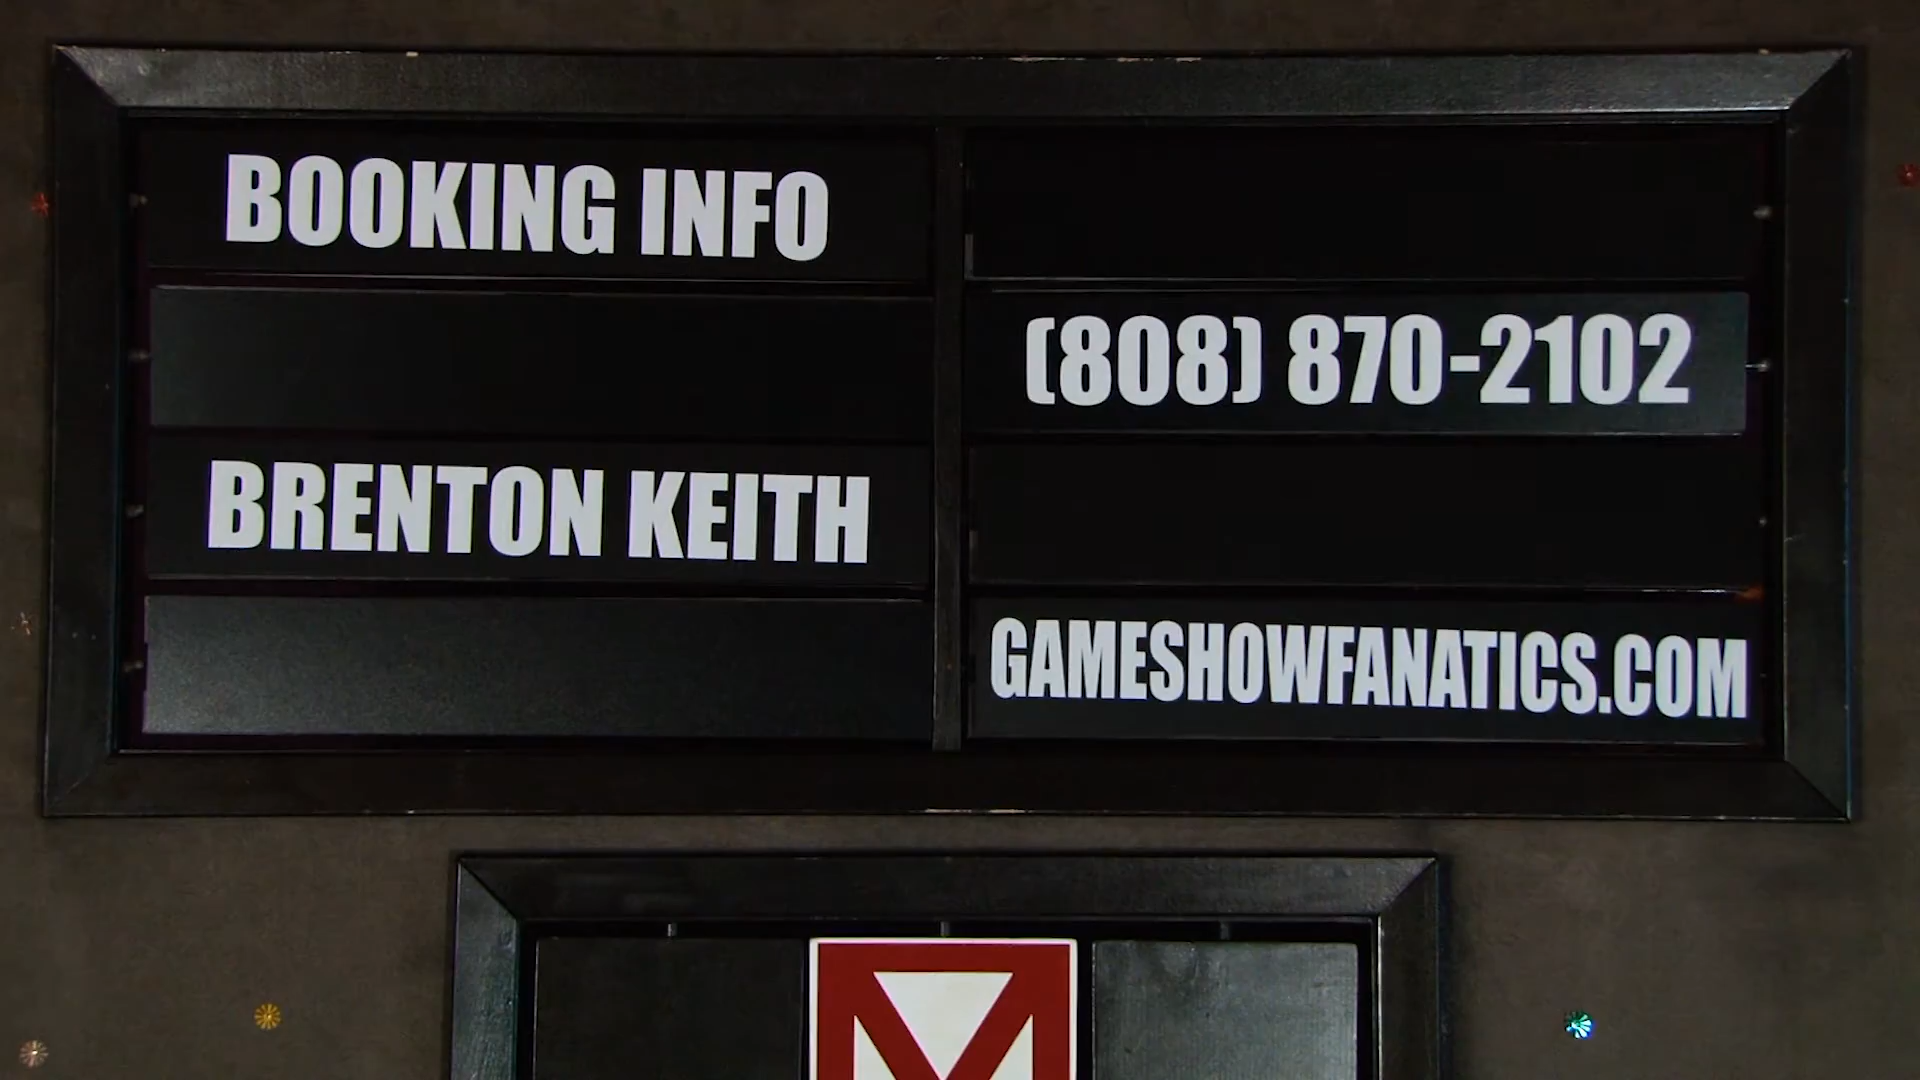 BOOKING INFO
(808) 870-2102
BRENTON KEITH
GAMESHOWFANATICS.COM